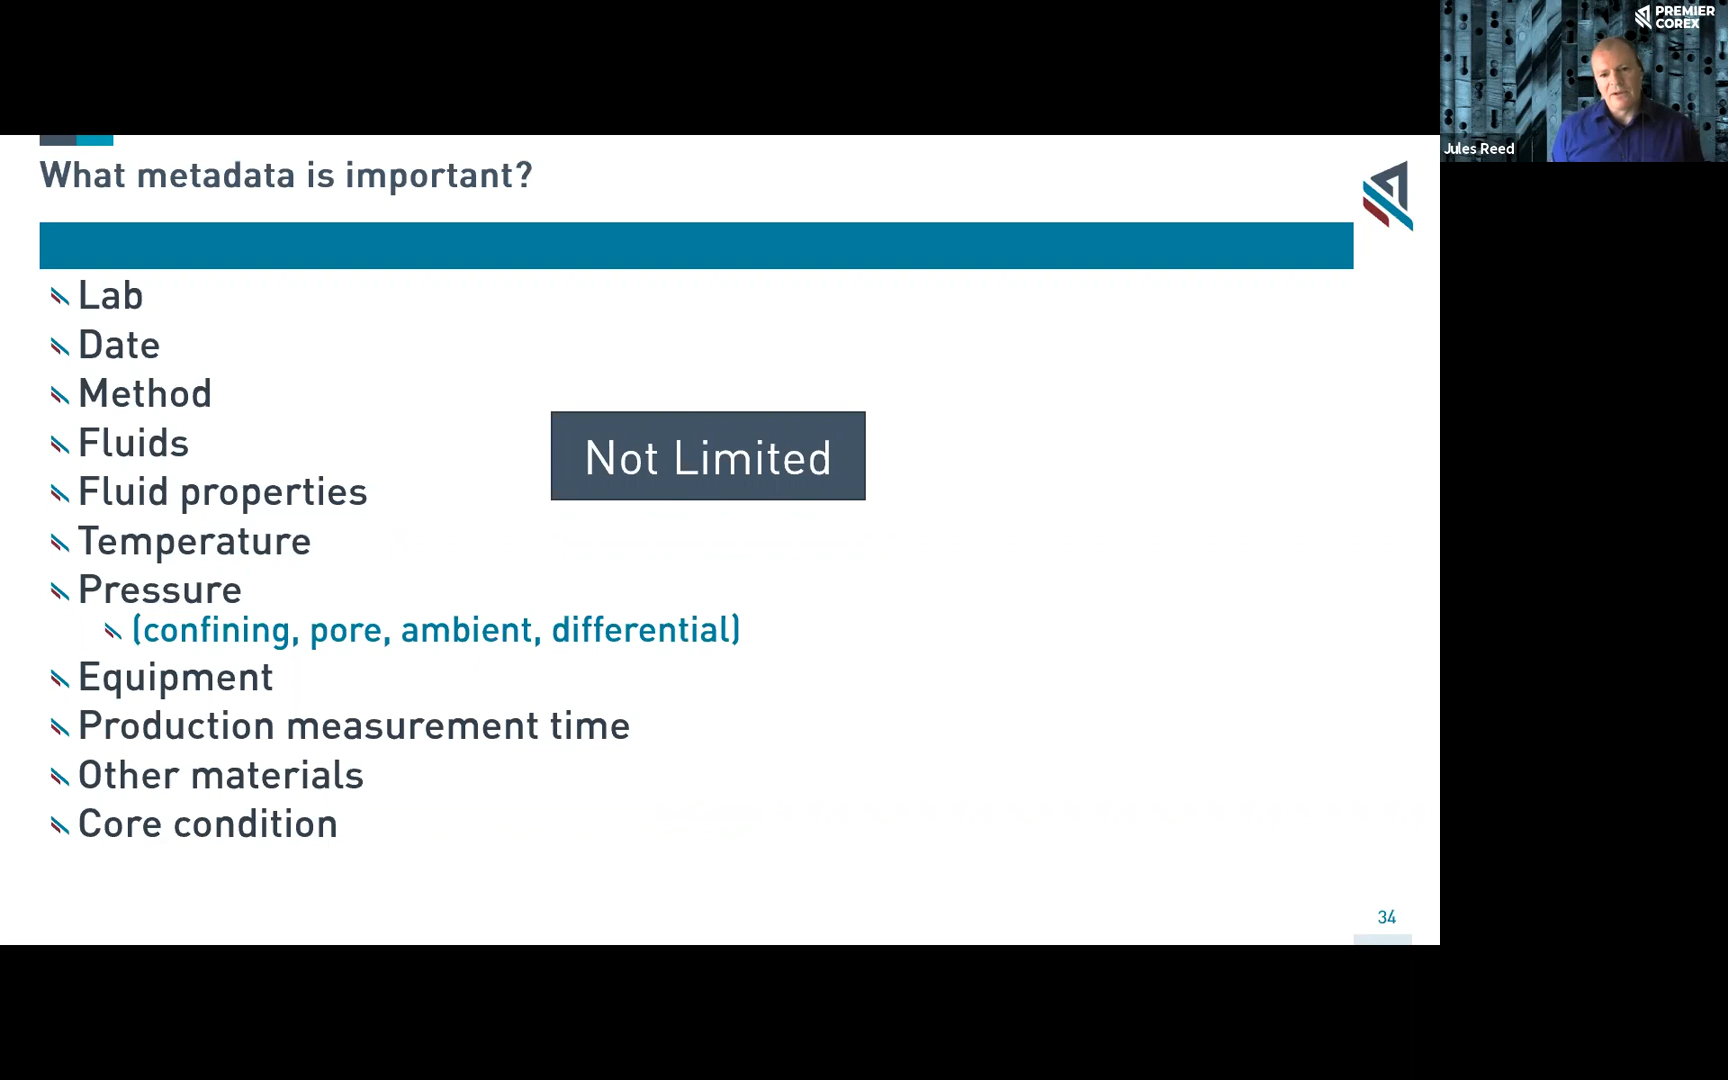 PREMIER
COREX
Jules Reed
What metadata is important?
Lab
Date
Method
Fluids
Fluid properties
Temperature
Pressure
(confining, pore, ambient, differential)
Equipment
Production measurement time
Other materials
Core condition
Not Limited
34